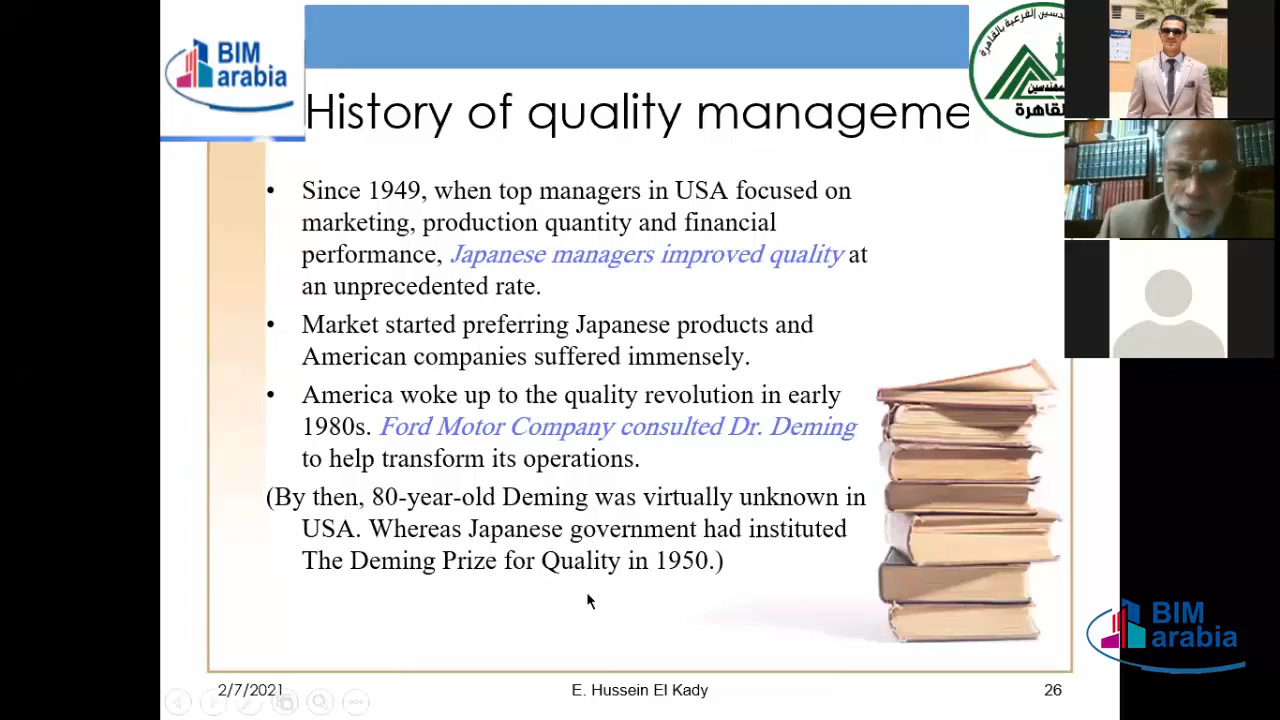 BIM
arabia
History of quality manageme
المهندسين
القاهرة
• Since 1949, when top managers in USA focused on
marketing, production quantity and financial
performance, Japanese managers improved quality at
an unprecedented rate.
• Market started preferring Japanese products and
American companies suffered immensely.
• America woke up to the quality revolution in early
1980s. Ford Motor Company consulted Dr. Deming
to help transform its operations.
(By then, 80-year-old Deming was virtually unknown in
USA. Whereas Japanese government had instituted
The Deming Prize for Quality in 1950.)
BIM
arabia
2/7/2021
E. Hussein El Kady
26